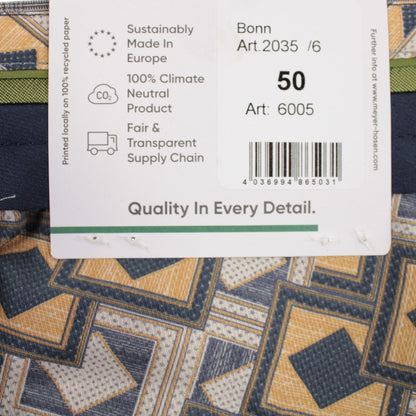 Printed locally on 100% recycled paper
Sustainably
Made In
Europe
CO₂
100% Climate
Neutral
Product
Fair &
Transparent
Supply Chain
Bonn
Art.2035 /6
50
Art: 6005
4 036994 865031
Further info at www.meyer-hosen.com
Quality In Every Detail.